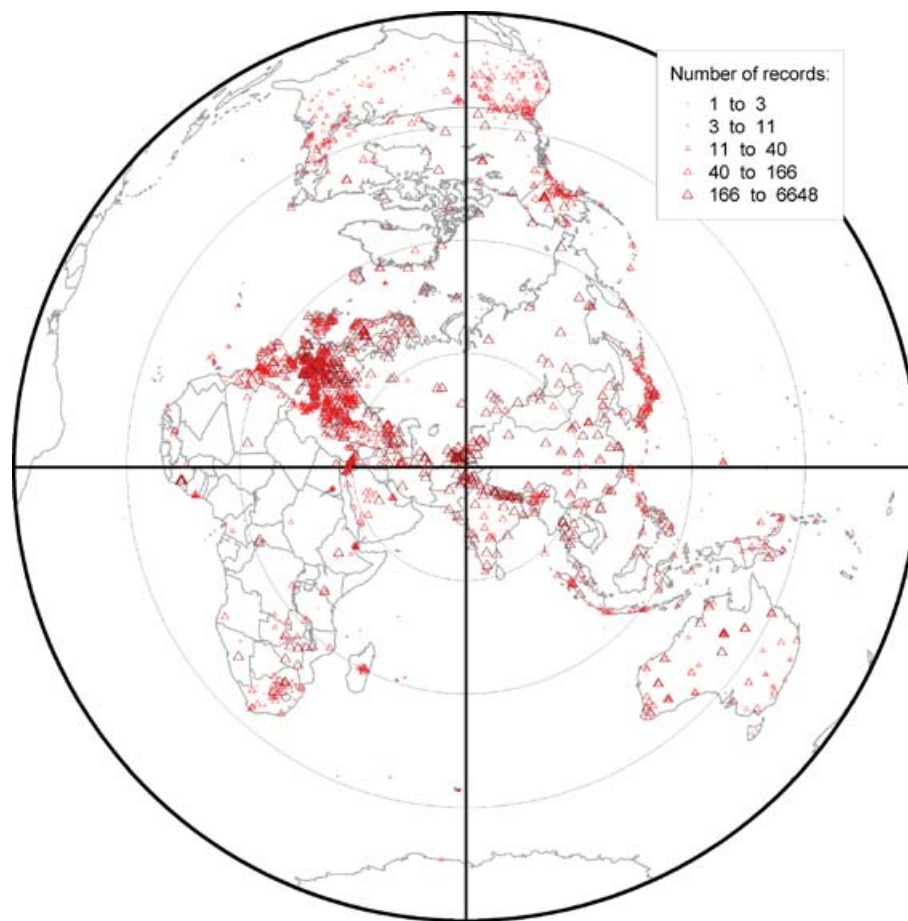 Number of records:
1 to 3
3 to 11
11 to 40
40 to 166
166 to 6648